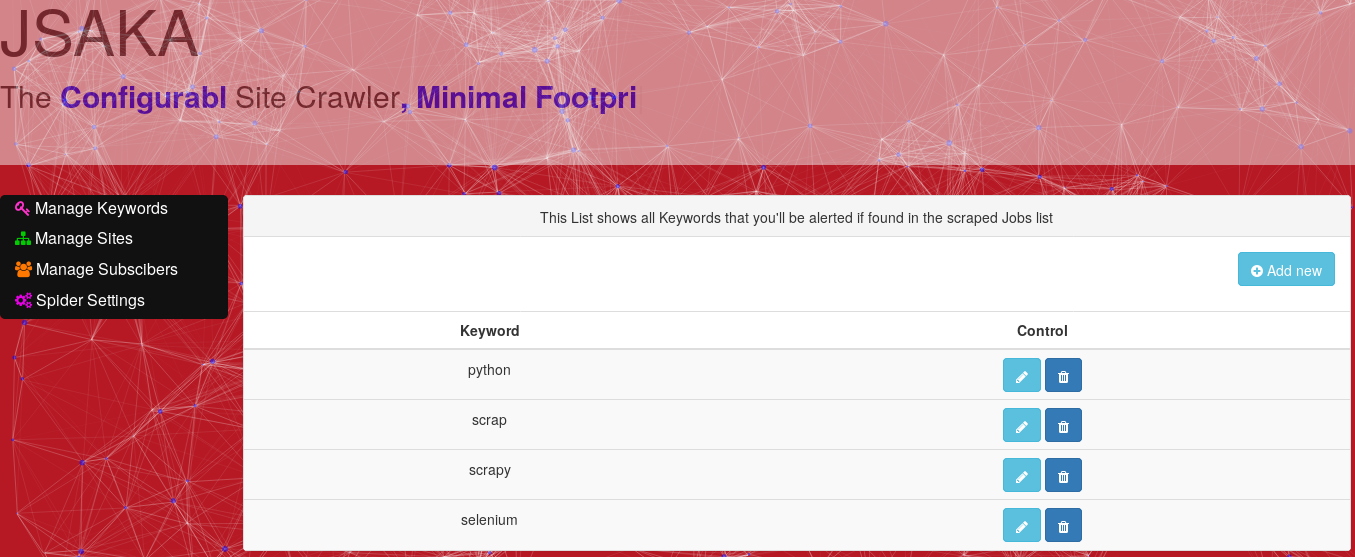 JSAKA
The Configurabl Site Crawler, Minimal Footpri
Manage Keywords
Manage Sites
Manage Subscibers
Spider Settings
This List shows all Keywords that you'll be alerted if found in the scraped Jobs list
Add new
Keyword Control
python
scrap
scrapy
selenium